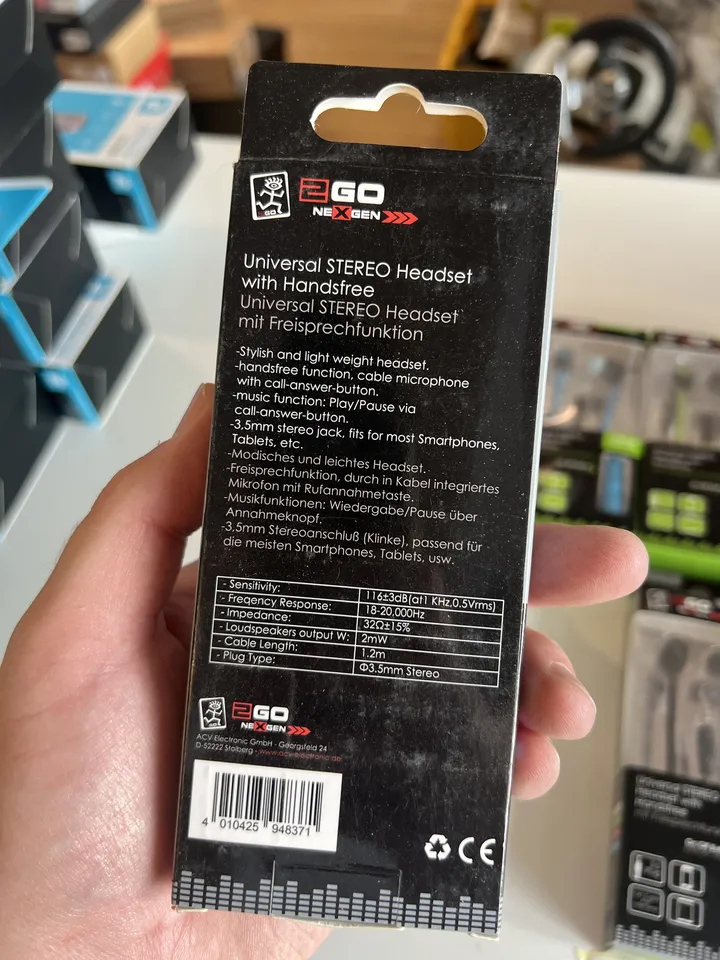 2GO
NEXGEN
Universal STEREO Headset
with Handsfree
Universal STEREO Headset
mit Freisprechfunktion
-Stylish and light weight headset.
-handsfree function, cable microphone
with call-answer-button.
-music function: Play/Pause via
call-answer-button.
-3,5mm stereo jack, fits for most Smartphones,
Tablets, etc.
-Modisches und leichtes Headset.
-Freisprechfunktion, durch in Kabel integriertes
Mikrofon mit Rufannahmetaste.
-Musikfunktionen: Wiedergabe/Pause über
Annahmeknopf.
-3.5mm Stereoanschluß (Klinke), passend für
die meisten Smartphones, Tablets, usw.
- Sensitivity: 116±3dB(at1 KHz,0.5Vrms)
- Freqency Response: 18-20,000Hz
- Impedance: 32Ω±15%
- Loudspeakers output W: 2mW
- Cable Length: 1.2m
- Plug Type: Φ3.5mm Stereo
2GO
NEXGEN
ACV Electronic GmbH · Georgsfeld 24
D-52222 Stolberg - www.acv-electronic.de
4 010425 948371
CE